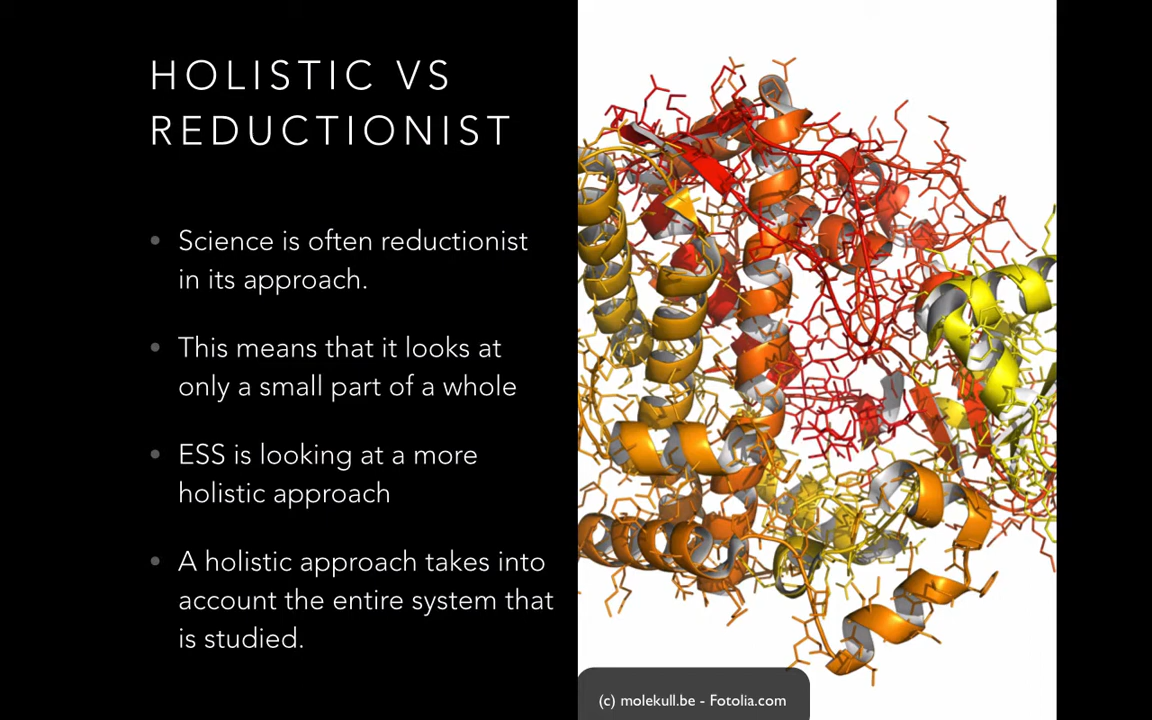 HOLISTIC VS
REDUCTIONIST
• Science is often reductionist
in its approach.
• This means that it looks at
only a small part of a whole
• ESS is looking at a more
holistic approach
• A holistic approach takes into
account the entire system that
is studied.
(c) molekull.be - Fotolia.com